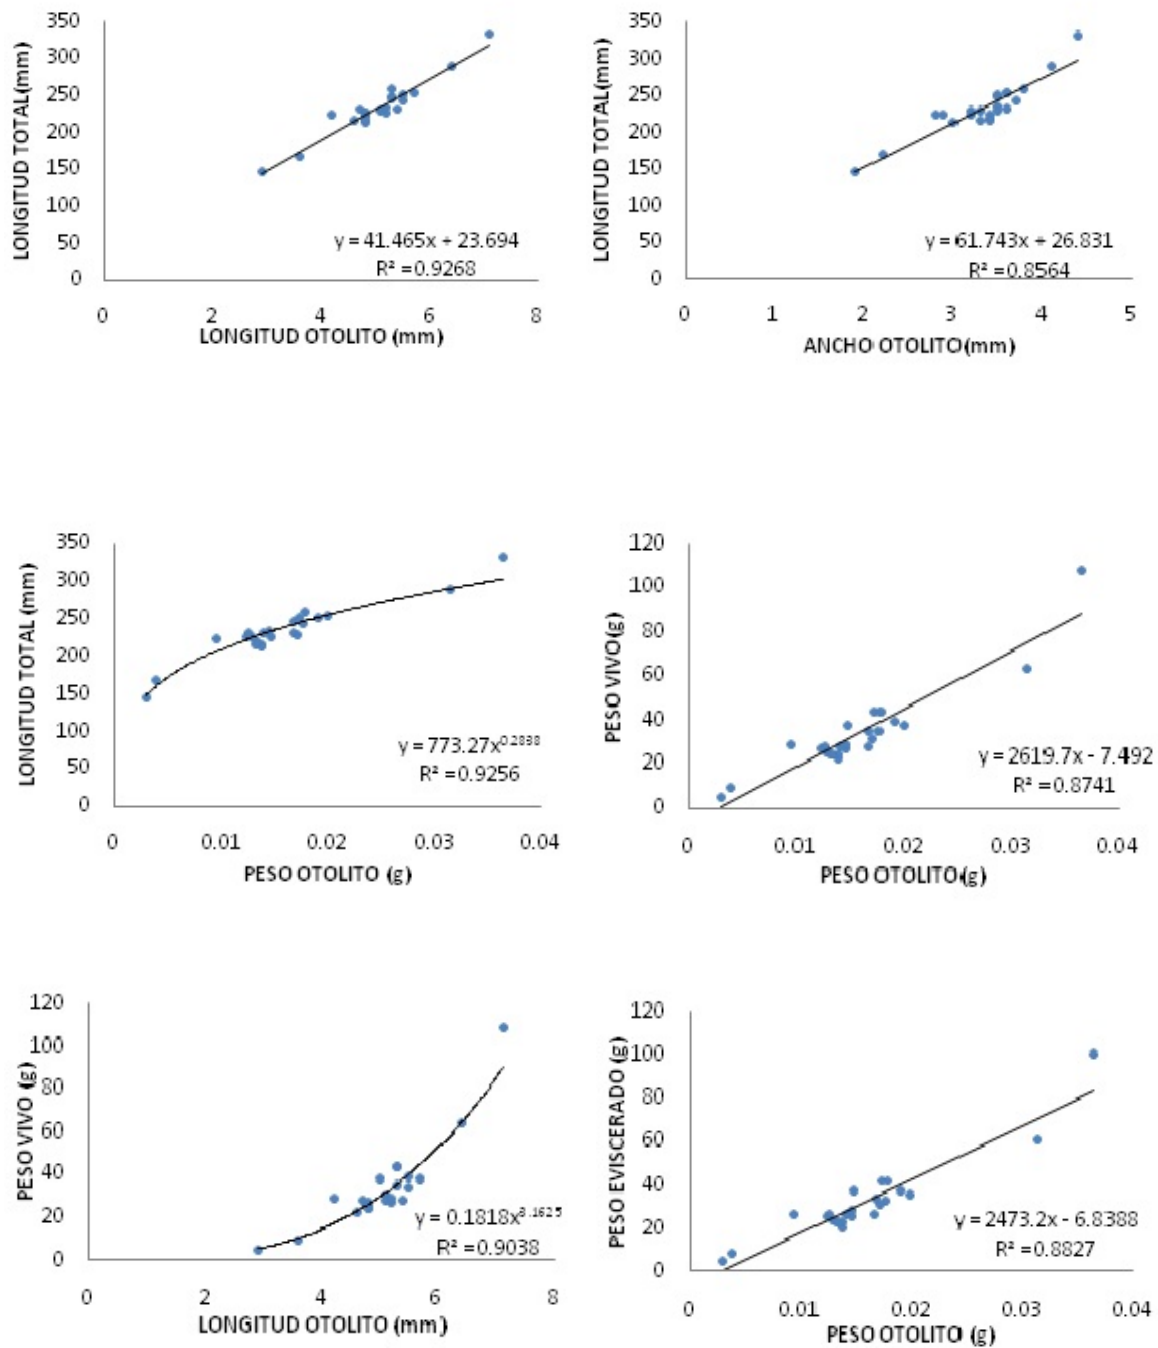 LONGITUD TOTAL(mm)
350
300
250
200
150
100
50
0
y = 41.465x + 23.694
R² = 0.9268
0 2 4 6 8
LONGITUD OTOLITO (mm)
LONGITUD TOTAL(mm)
350
300
250
200
150
100
50
0
y = 61.743x + 26.831
R² = 0.8564
0 1 2 3 4 5
ANCHO OTOLITO(mm)
LONGITUD TOTAL(mm)
350
300
250
200
150
100
50
0
R² = 0.9256
0 0.01 0.02 0.03 0.04
PESO OTOLITO (g)
PESO VIVO(g)
120
100
80
60
40
20
0
y = 2619.7x - 7.492
R² = 0.8741
0 0.01 0.02 0.03 0.04
PESO OTOLITO(g)
PESO VIVO (g)
120
100
80
60
40
20
0
y = 0.1818x³·¹⁶²⁵
R² = 0.9038
0 2 4 6 8
LONGITUD OTOLITO (mm)
PESO EVISCERADO (g)
120
100
80
60
40
20
0
y = 2473.2x - 6.8388
R² = 0.8827
0 0.01 0.02 0.03 0.04
PESO OTOLITO (g)